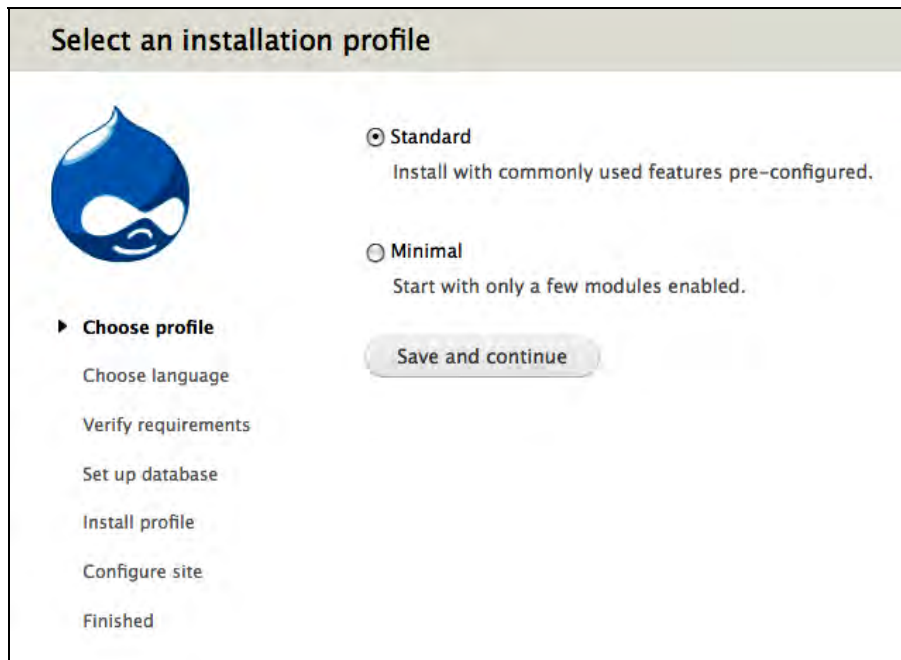 Select an installation profile
Standard
Install with commonly used features pre-configured.
Minimal
Start with only a few modules enabled.
Save and continue
Choose profile
Choose language
Verify requirements
Set up database
Install profile
Configure site
Finished